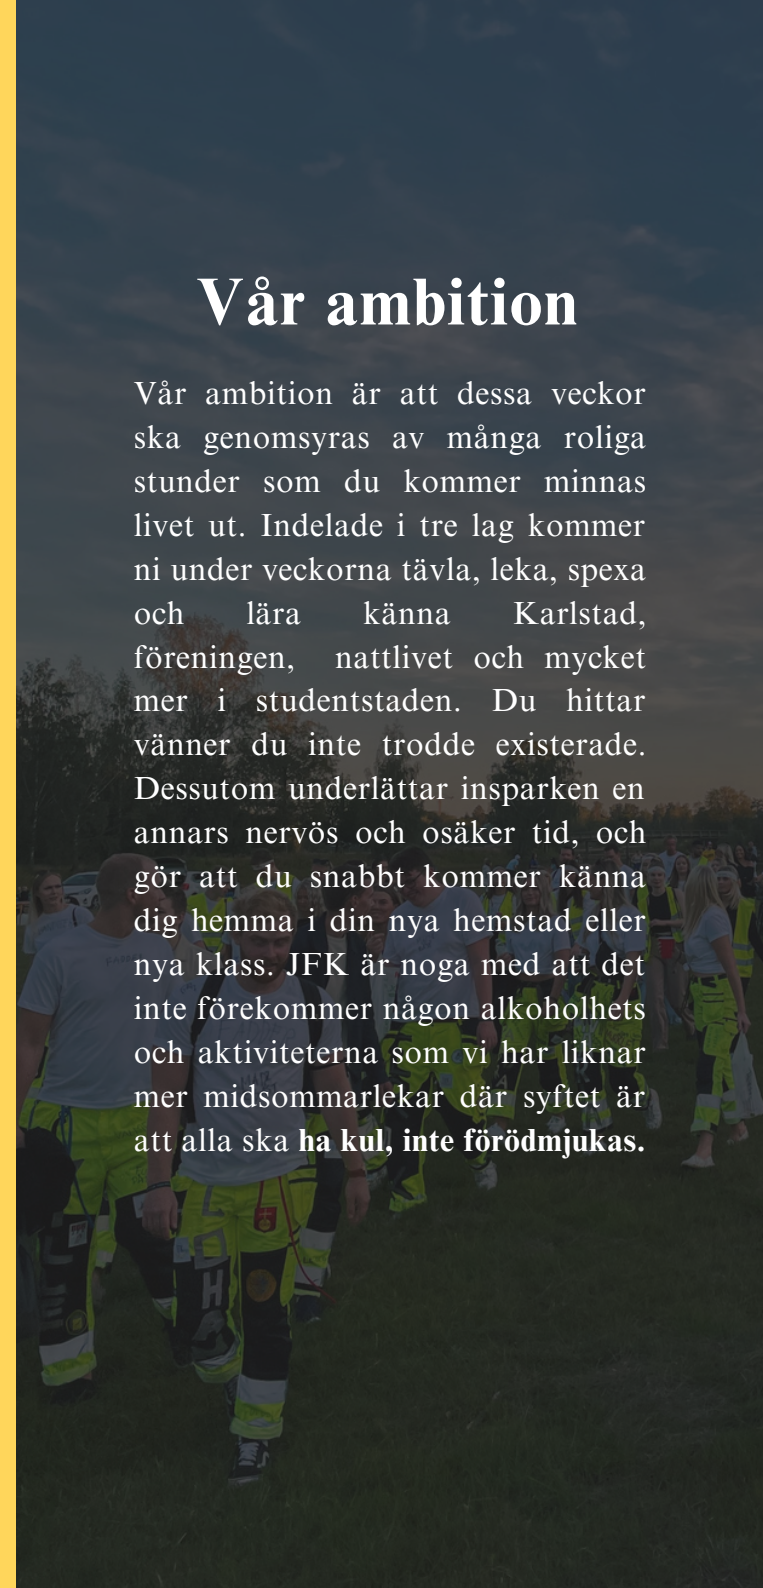 Vår ambition
Vår ambition är att dessa veckor
ska genomsyras av många roliga
stunder som du kommer minnas
livet ut. Indelade i tre lag kommer
ni under veckorna tävla, leka, spexa
och lära känna Karlstad,
föreningen, nattlivet och mycket
mer i studentstaden. Du hittar
vänner du inte trodde existerade.
Dessutom underlättar insparken en
annars nervös och osäker tid, och
gör att du snabbt kommer känna
dig hemma i din nya hemstad eller
nya klass. JFK är noga med att det
inte förekommer någon alkoholhets
och aktiviteterna som vi har liknar
mer midsommarlekar där syftet är
att alla ska ha kul, inte förödmjukas.